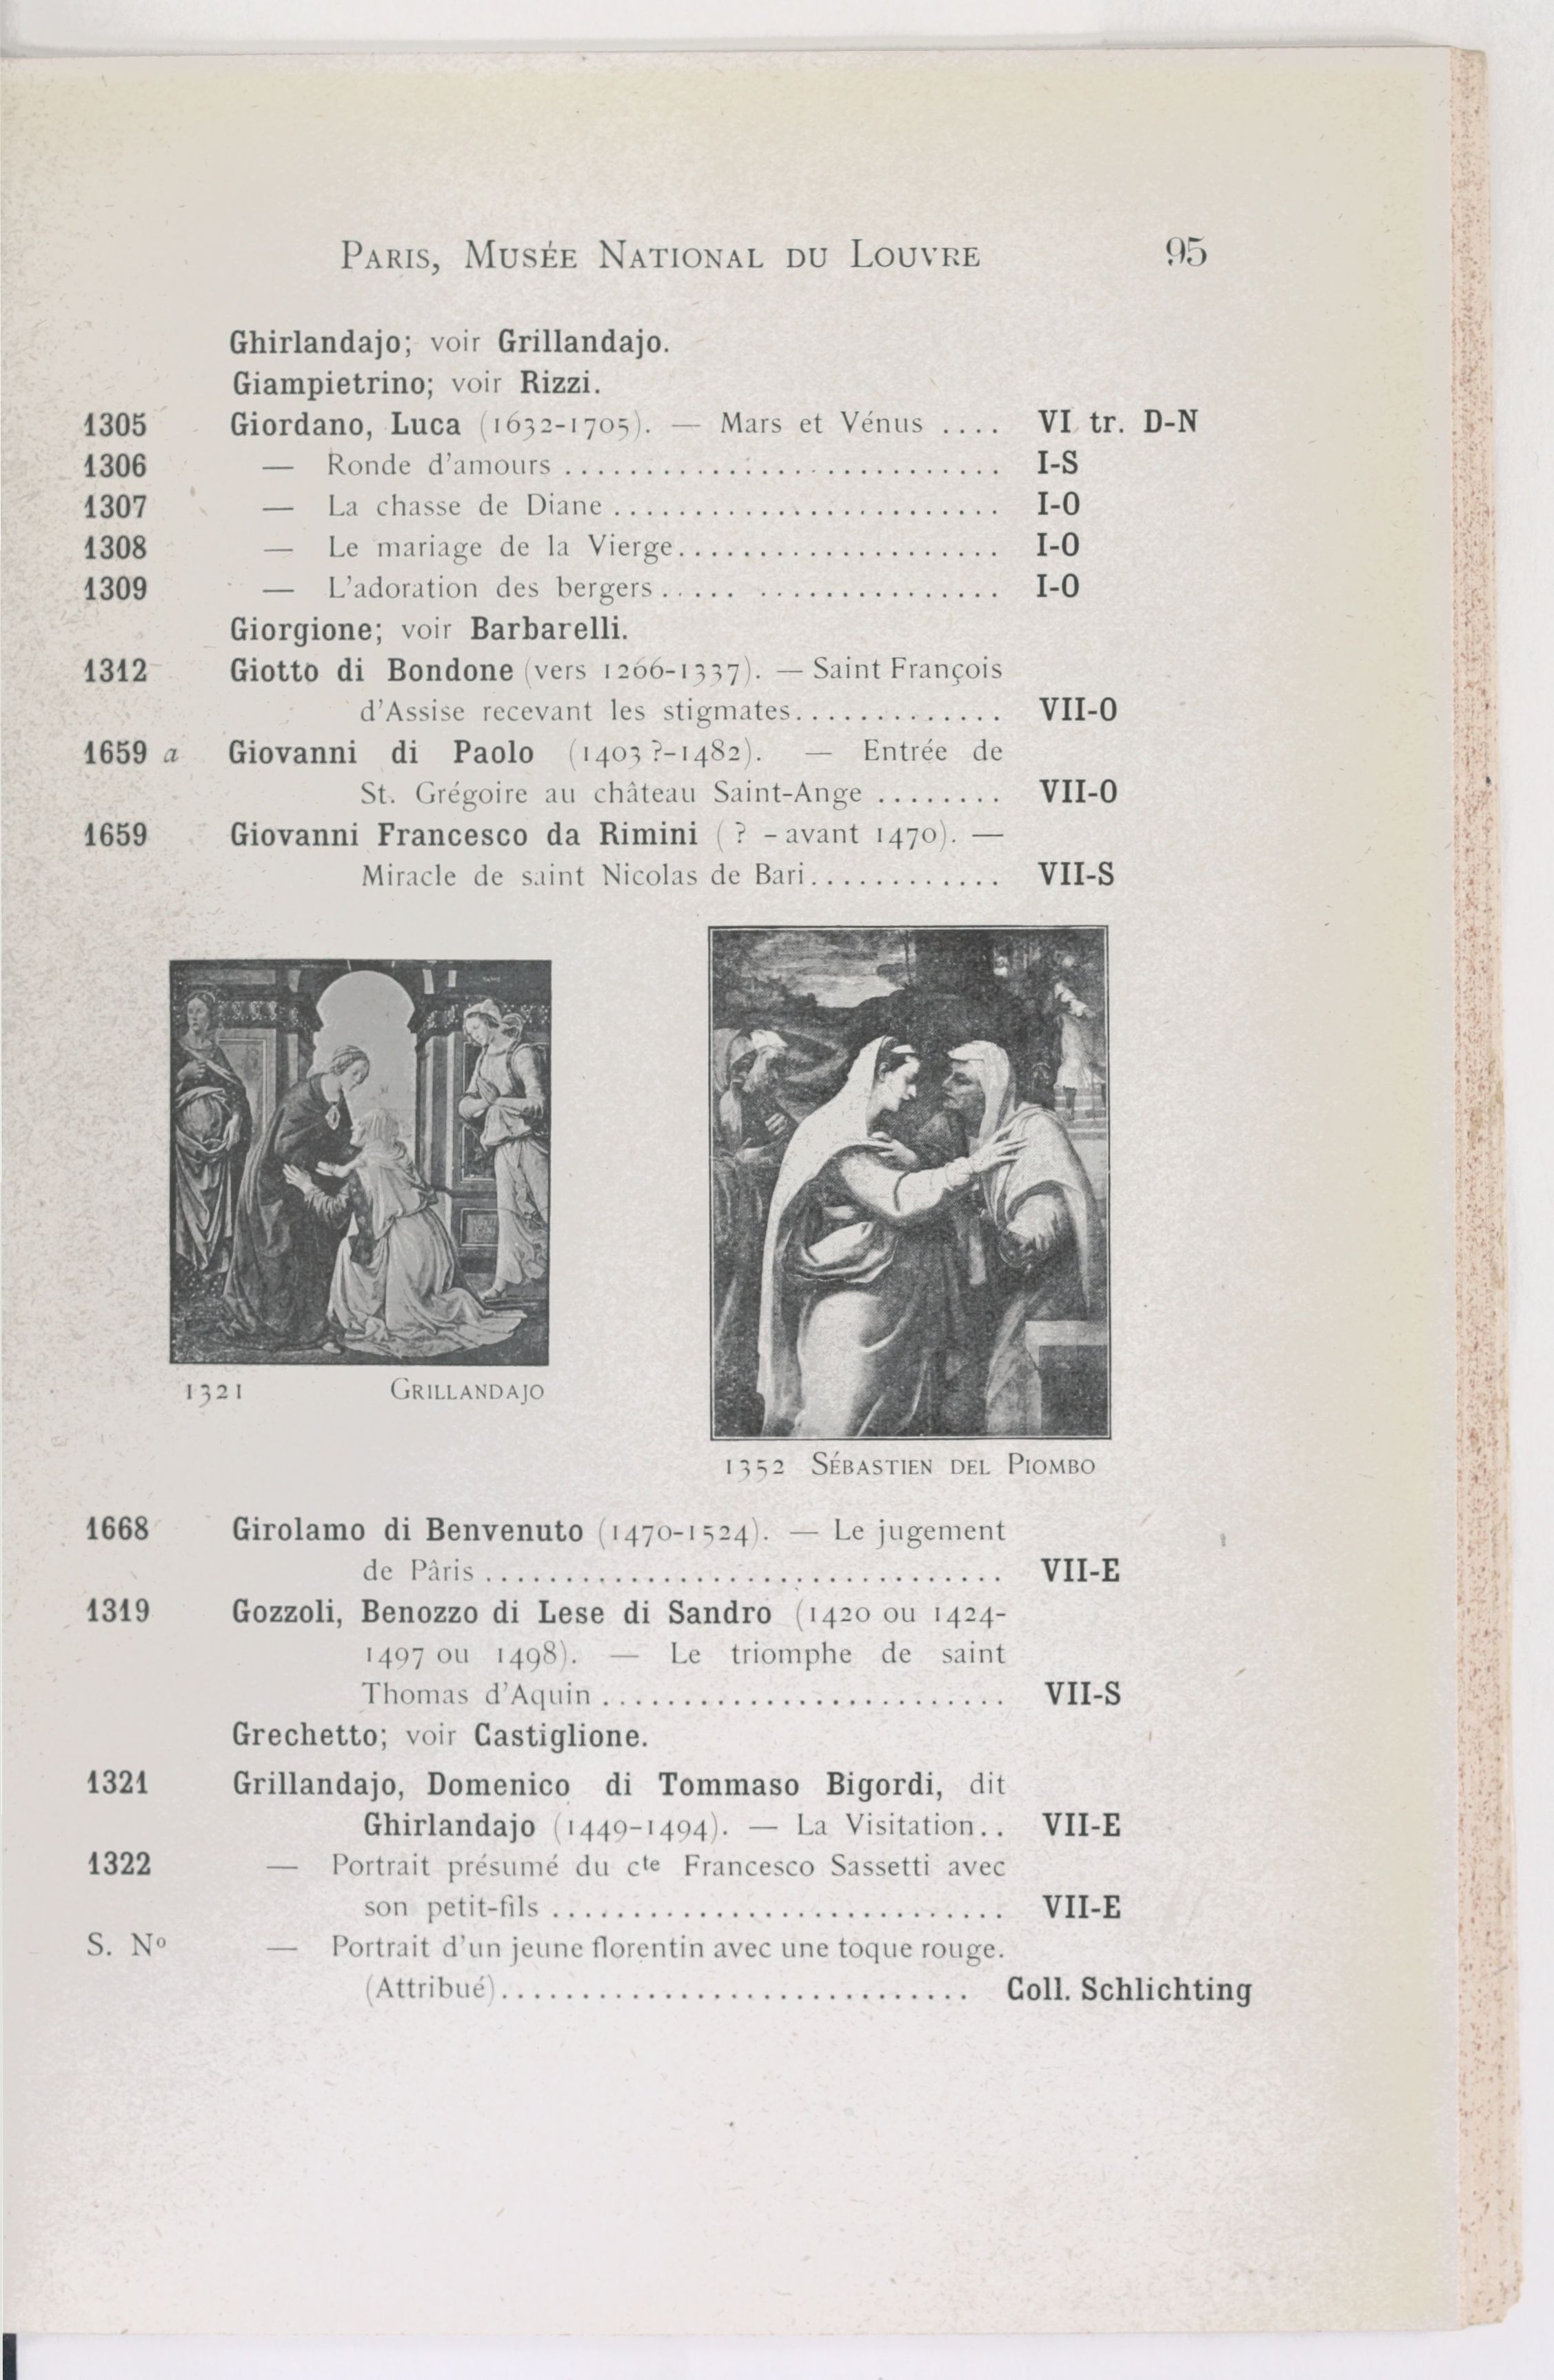 PARIS, MUSÉE NATIONAL DU LOUVRE 95
Ghirlandajo; voir Grillandajo.
Giampietrino; voir Rizzi.
1305 Giordano, Luca (1632-1705). — Mars et Vénus .... VI tr. D-N
1306 — Ronde d'amours ........................... I-S
1307 — La chasse de Diane ........................ I-O
1308 — Le mariage de la Vierge.................... I-O
1309 — L'adoration des bergers..... ............... I-O
Giorgione; voir Barbarelli.
1312 Giotto di Bondone (vers 1266-1337). — Saint François
d'Assise recevant les stigmates............. VII-O
1659 a Giovanni di Paolo (1403 ?-1482). — Entrée de
St. Grégoire au château Saint-Ange ........ VII-O
1659 Giovanni Francesco da Rimini ( ? - avant 1470). —
Miracle de saint Nicolas de Bari............ VII-S
1321 GRILLANDAJO
1352 SÉBASTIEN DEL PIOMBO
1668 Girolamo di Benvenuto (1470-1524). — Le jugement
de Pâris ................................. VII-E
1319 Gozzoli, Benozzo di Lese di Sandro (1420 ou 1424-
1497 ou 1498). — Le triomphe de saint
Thomas d'Aquin ......................... VII-S
Grechetto; voir Castiglione.
1321 Grillandajo, Domenico di Tommaso Bigordi, dit
Ghirlandajo (1449-1494). — La Visitation.. VII-E
1322 — Portrait présumé du cte Francesco Sassetti avec
son petit-fils ............................ VII-E
S. No — Portrait d'un jeune florentin avec une toque rouge.
(Attribué)............................. Coll. Schlichting